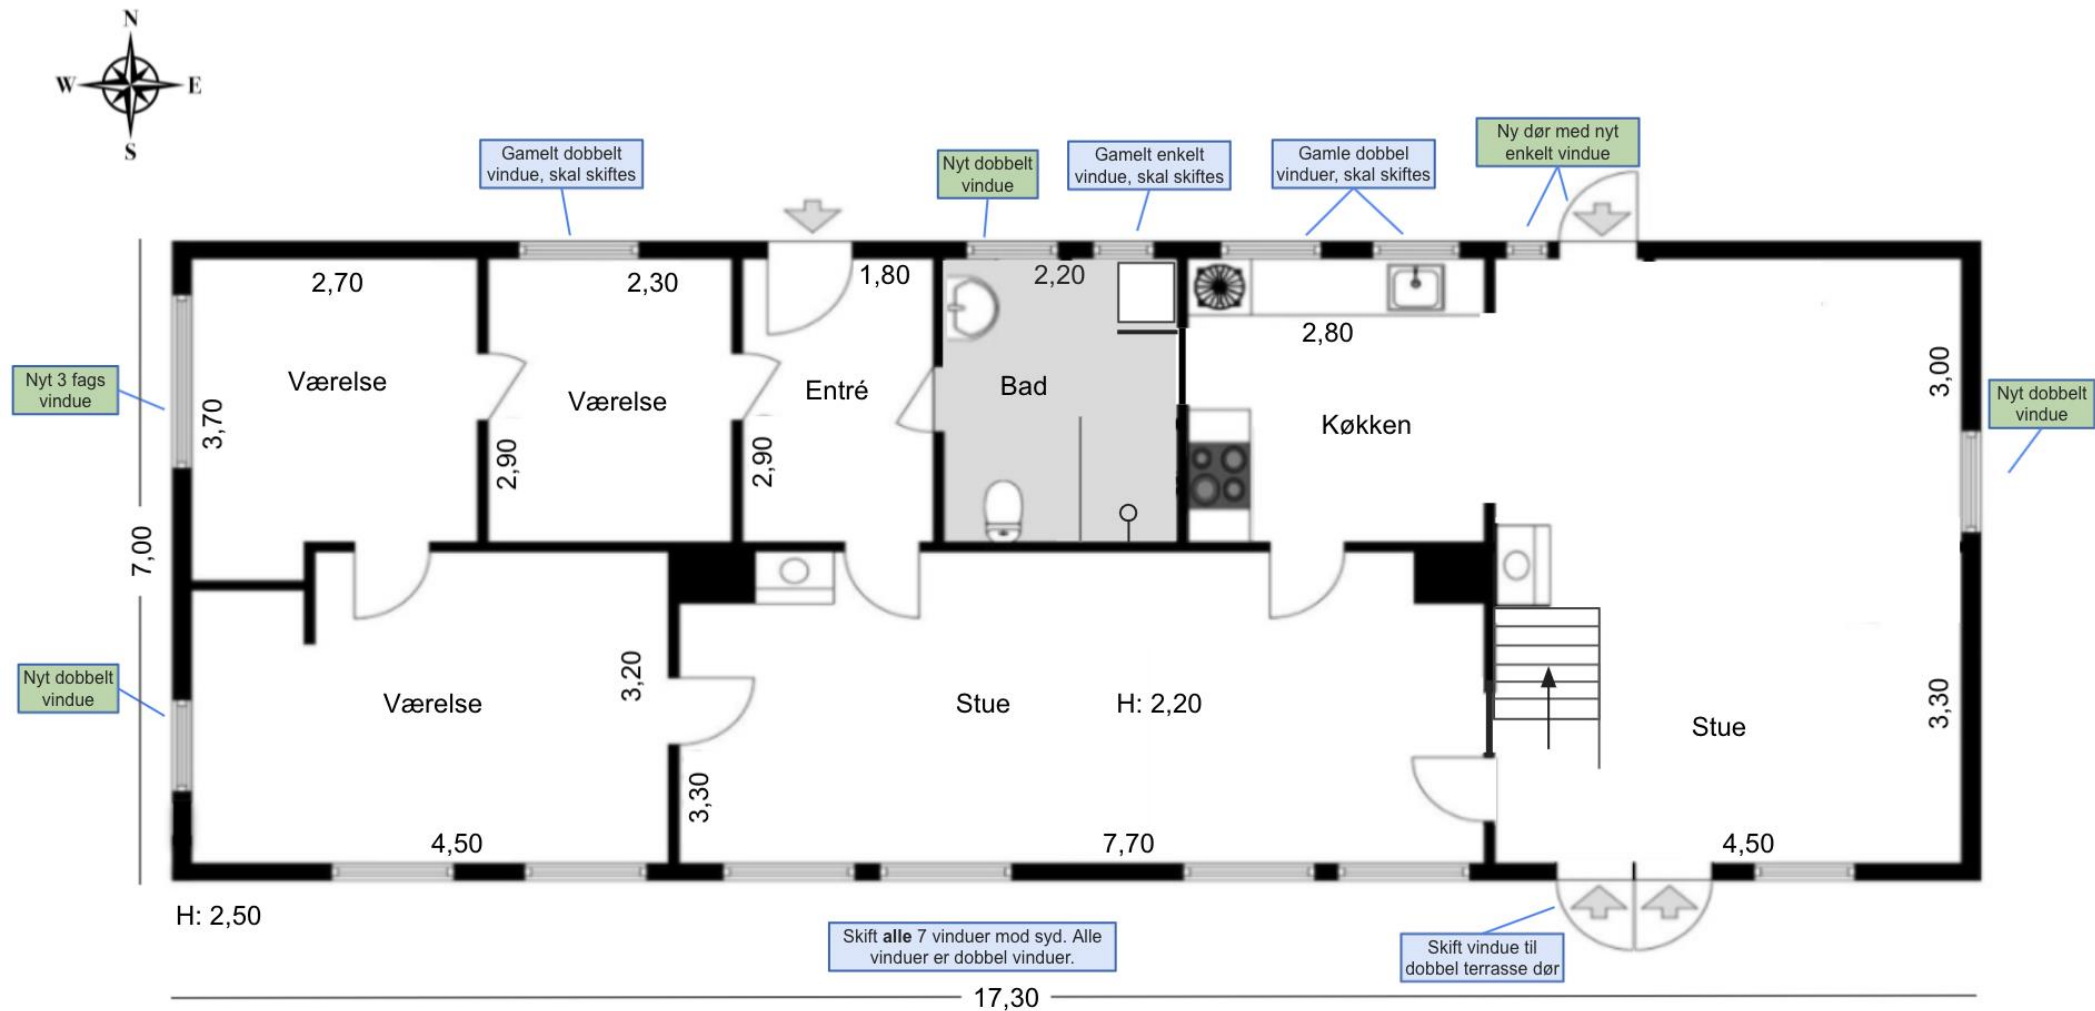 N
W E
S
Gamelt dobbelt
vindue, skal skiftes
Nyt dobbelt
vindue
Gamelt enkelt
vindue, skal skiftes
Gamle dobbel
vinduer, skal skiftes
Ny dør med nyt
enkelt vindue
2,70
2,30
1,80
2,20
2,80
Værelse
Værelse
Entré
Bad
Køkken
3,70
2,90
2,90
3,00
Nyt 3 fags
vindue
Nyt dobbelt
vindue
7,00
Nyt dobbelt
vindue
Værelse
3,20
3,30
Stue
H: 2,20
Stue
3,30
4,50
7,70
4,50
H: 2,50
Skift alle 7 vinduer mod syd. Alle
vinduer er dobbel vinduer.
Skift vindue til
dobbel terrasse dør
17,30